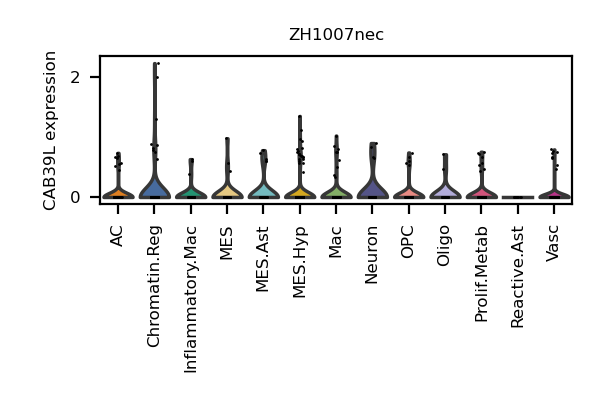 ZH1007nec
CAB39L expression
2
0
AC
Chromatin.Reg
Inflammatory.Mac
MES
MES.Ast
MES.Hyp
Mac
Neuron
OPC
Oligo
Prolif.Metab
Reactive.Ast
Vasc